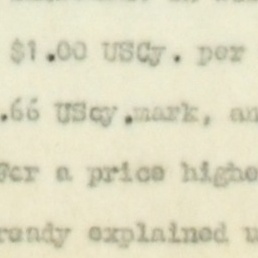 $1.00 USCy. per
.66 UScy.mark, an
For a price highe
ready explained u